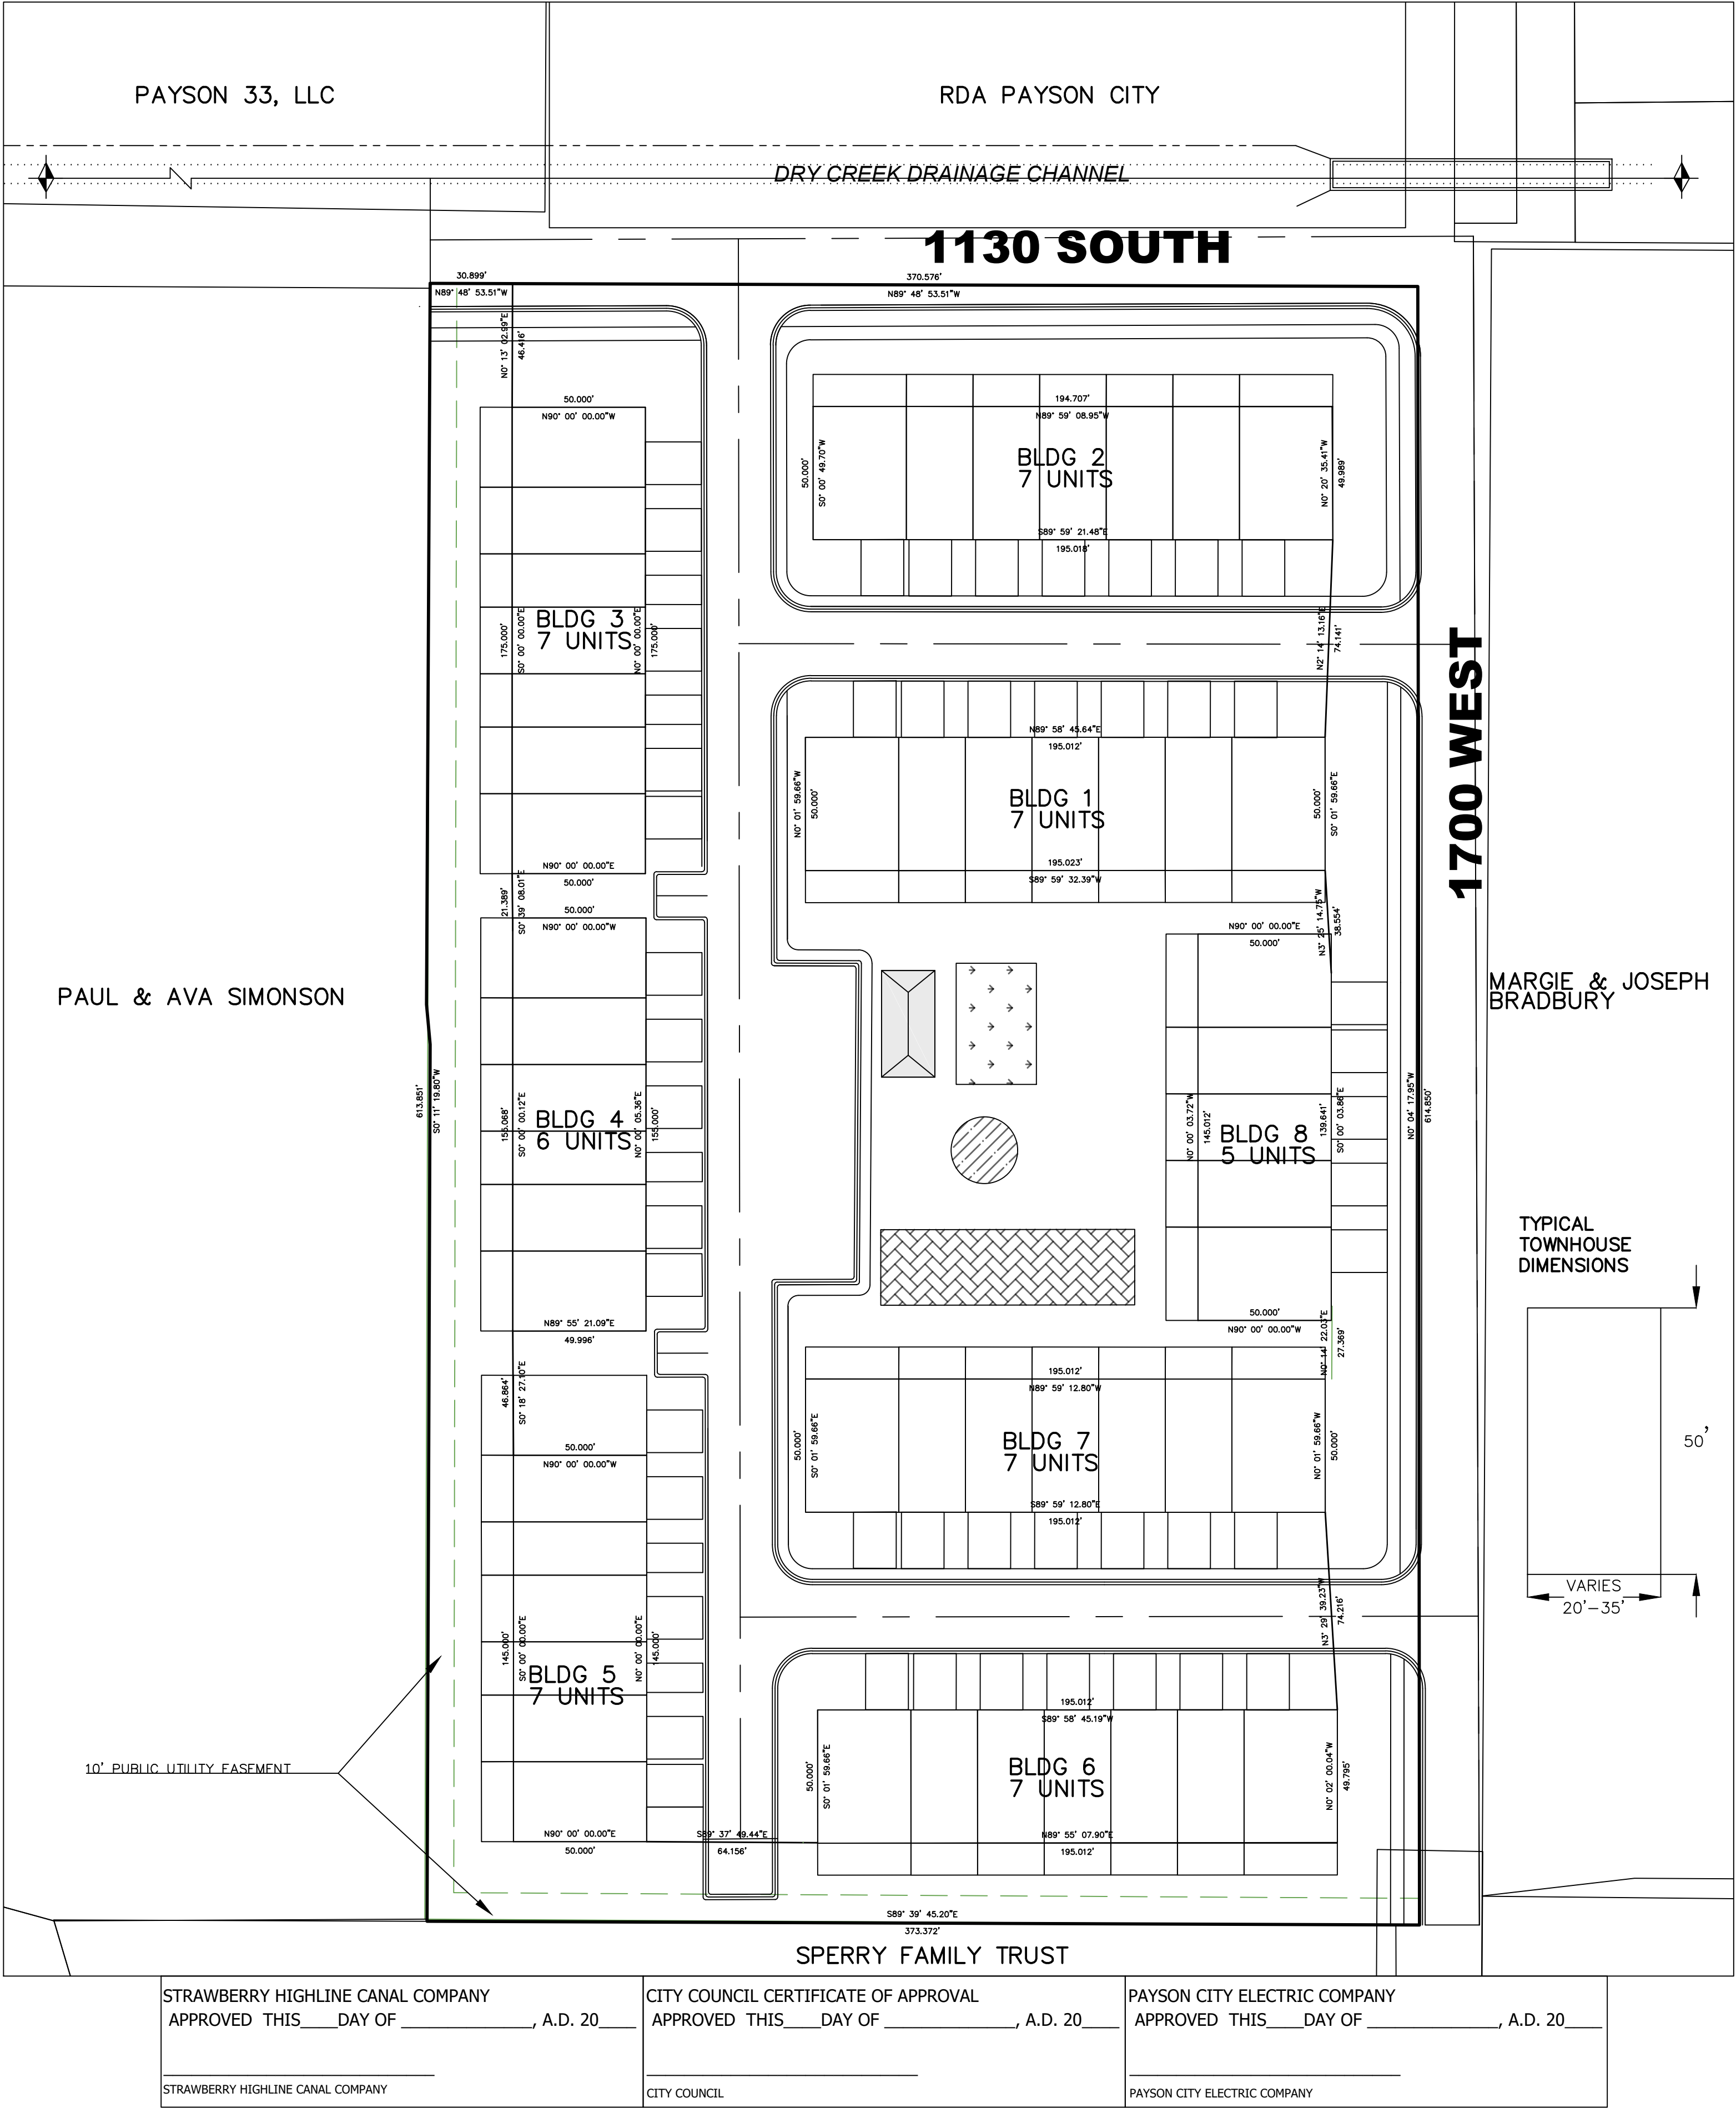 PAYSON 33, LLC
RDA PAYSON CITY
DRY CREEK DRAINAGE CHANNEL
1130 SOUTH
30.899'
N89° 48' 53.51"W
370.576'
N89° 48' 53.51"W
N0° 13' 02.99"E
46.416'
50.000'
N90° 00' 00.00"W
194.707'
N89° 59' 08.95"W
50.000'
S0° 00' 49.70"W
BLDG 2
7 UNITS
N0° 20' 35.41"W
49.989'
S89° 59' 21.48"E
195.018'
BLDG 3
7 UNITS
175.000'
S0° 00' 00.00"E
N0° 00' 00.00"E
175.000'
N2° 14' 13.16"E
74.141'
1700 WEST
N89° 58' 45.64"E
195.012'
N0° 01' 59.66"W
50.000'
BLDG 1
7 UNITS
50.000'
S0° 01' 59.66"E
195.023'
S89° 59' 32.39"W
N90° 00' 00.00"E
50.000'
21.389'
S0° 39' 08.01"E
50.000'
N90° 00' 00.00"W
N3° 25' 14.75"W
38.554'
N90° 00' 00.00"E
50.000'
PAUL & AVA SIMONSON
MARGIE & JOSEPH
BRADBURY
613.851'
S0° 11' 19.80"W
155.068'
S0° 00' 00.12"E
BLDG 4
6 UNITS
N0° 00' 05.36"E
155.000'
N0° 00' 03.72"W
145.012'
BLDG 8
5 UNITS
139.641'
S0° 00' 03.86"E
N0° 04' 17.95"W
614.850'
TYPICAL
TOWNHOUSE
DIMENSIONS
50'
VARIES
20'-35'
N89° 55' 21.09"E
49.996'
50.000'
N90° 00' 00.00"W
N0° 14' 22.03"E
27.369'
46.864'
S0° 18' 27.10"E
50.000'
N90° 00' 00.00"W
195.012'
N89° 59' 12.80"W
50.000'
S0° 01' 59.66"E
BLDG 7
7 UNITS
N0° 01' 59.66"W
50.000'
S89° 59' 12.80"E
195.012'
N3° 29' 39.23"W
74.216'
145.000'
S0° 00' 00.00"E
BLDG 5
7 UNITS
N0° 00' 00.00"E
145.000'
195.012'
S89° 58' 45.19"W
50.000'
S0° 01' 59.66"E
BLDG 6
7 UNITS
N0° 02' 00.04"W
49.795'
10' PUBLIC UTILITY EASEMENT
N90° 00' 00.00"E
50.000'
S89° 37' 49.44"E
64.156'
N89° 55' 07.90"E
195.012'
S89° 39' 45.20"E
373.372'
SPERRY FAMILY TRUST
STRAWBERRY HIGHLINE CANAL COMPANY
APPROVED THIS____DAY OF ______________, A.D. 20____
STRAWBERRY HIGHLINE CANAL COMPANY
CITY COUNCIL CERTIFICATE OF APPROVAL
APPROVED THIS____DAY OF ______________, A.D. 20____
CITY COUNCIL
PAYSON CITY ELECTRIC COMPANY
APPROVED THIS____DAY OF ______________, A.D. 20____
PAYSON CITY ELECTRIC COMPANY